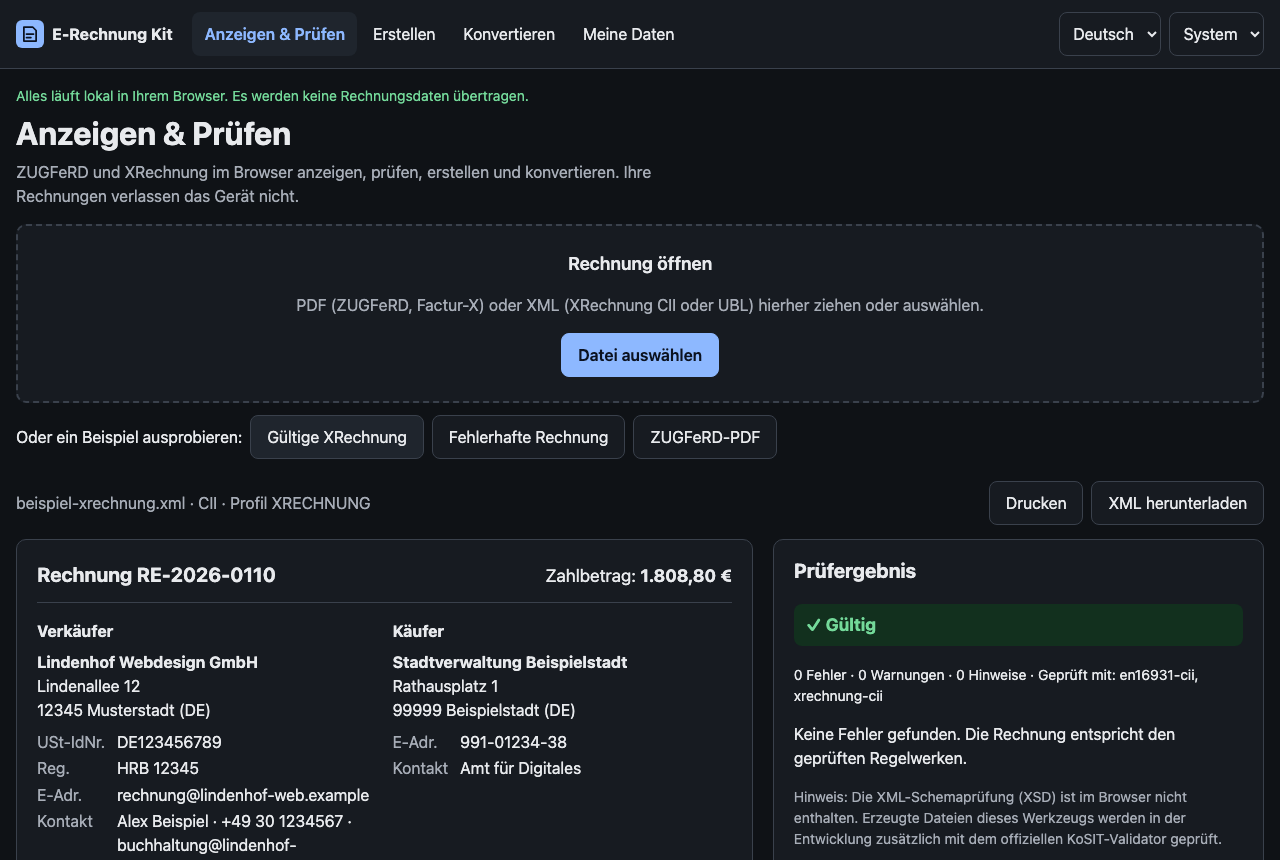 E-Rechnung Kit
Anzeigen & Prüfen
Erstellen
Konvertieren
Meine Daten
Deutsch
System
Alles läuft lokal in Ihrem Browser. Es werden keine Rechnungsdaten übertragen.
Anzeigen & Prüfen
ZUGFeRD und XRechnung im Browser anzeigen, prüfen, erstellen und konvertieren. Ihre
Rechnungen verlassen das Gerät nicht.
Rechnung öffnen
PDF (ZUGFeRD, Factur-X) oder XML (XRechnung CII oder UBL) hierher ziehen oder auswählen.
Datei auswählen
Oder ein Beispiel ausprobieren:
Gültige XRechnung
Fehlerhafte Rechnung
ZUGFeRD-PDF
beispiel-xrechnung.xml · CII · Profil XRECHNUNG
Drucken
XML herunterladen
Rechnung RE-2026-0110
Zahlbetrag: 1.808,80 €
Verkäufer
Lindenhof Webdesign GmbH
Lindenallee 12
12345 Musterstadt (DE)
USt-IdNr. DE123456789
Reg. HRB 12345
E-Adr. rechnung@lindenhof-web.example
Kontakt Alex Beispiel · +49 30 1234567 ·
buchhaltung@lindenhof-
Käufer
Stadtverwaltung Beispielstadt
Rathausplatz 1
99999 Beispielstadt (DE)
E-Adr. 991-01234-38
Kontakt Amt für Digitales
Prüfergebnis
✓ Gültig
0 Fehler · 0 Warnungen · 0 Hinweise · Geprüft mit: en16931-cii,
xrechnung-cii
Keine Fehler gefunden. Die Rechnung entspricht den
geprüften Regelwerken.
Hinweis: Die XML-Schemaprüfung (XSD) ist im Browser nicht
enthalten. Erzeugte Dateien dieses Werkzeugs werden in der
Entwicklung zusätzlich mit dem offiziellen KoSIT-Validator geprüft.